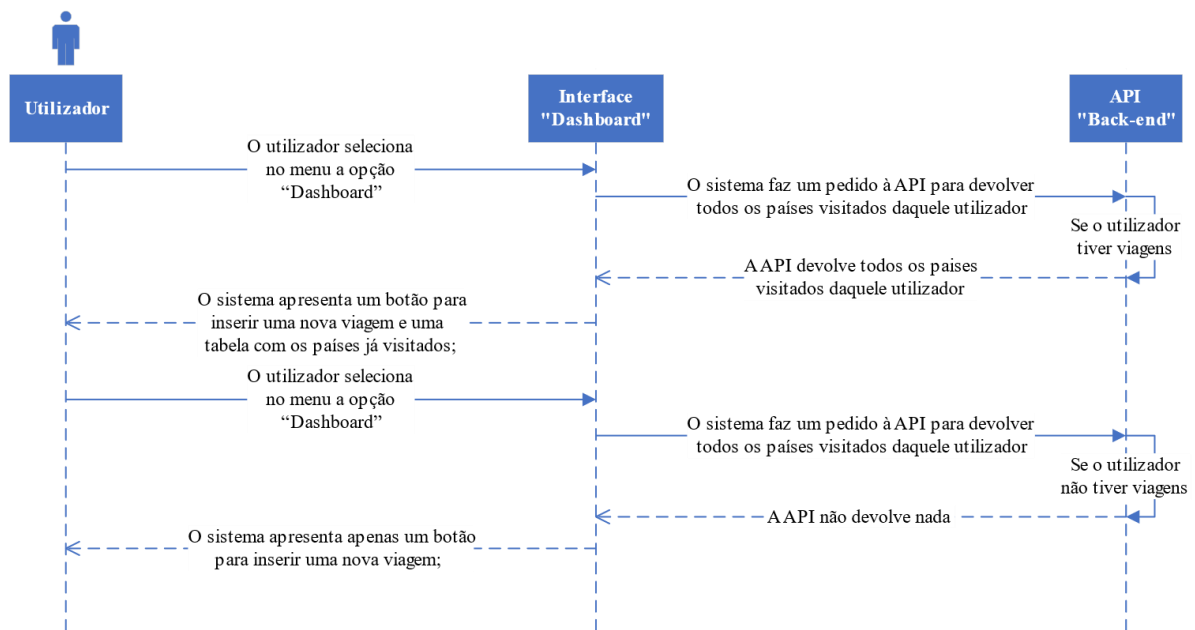 Utilizador
Interface
"Dashboard"
API
"Back-end"
O utilizador seleciona
no menu a opção
“Dashboard”
O sistema faz um pedido à API para devolver
todos os países visitados daquele utilizador
Se o utilizador
tiver viagens
A API devolve todos os paises
visitados daquele utilizador
O sistema apresenta um botão para
inserir uma nova viagem e uma
tabela com os países já visitados;
O utilizador seleciona
no menu a opção
“Dashboard”
O sistema faz um pedido à API para devolver
todos os países visitados daquele utilizador
Se o utilizador
não tiver viagens
A API não devolve nada
O sistema apresenta apenas um botão
para inserir uma nova viagem;